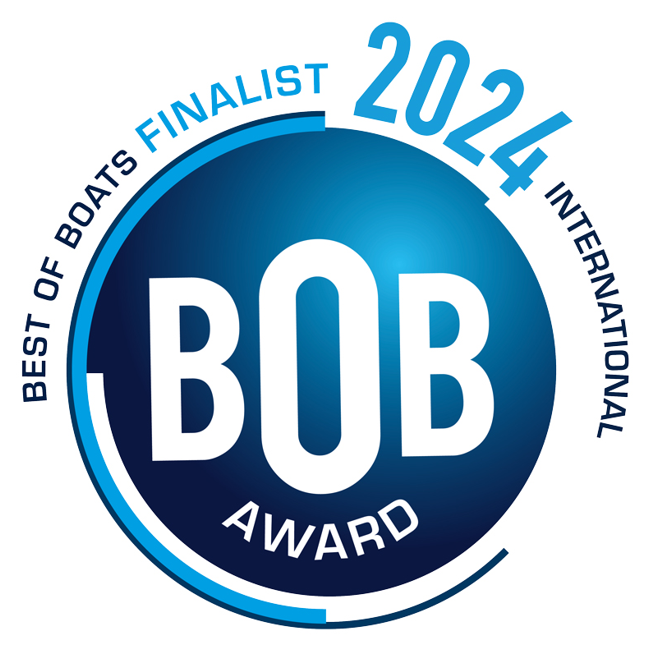 BEST OF BOATS FINALIST 2024 INTERNATIONAL
BOB
AWARD